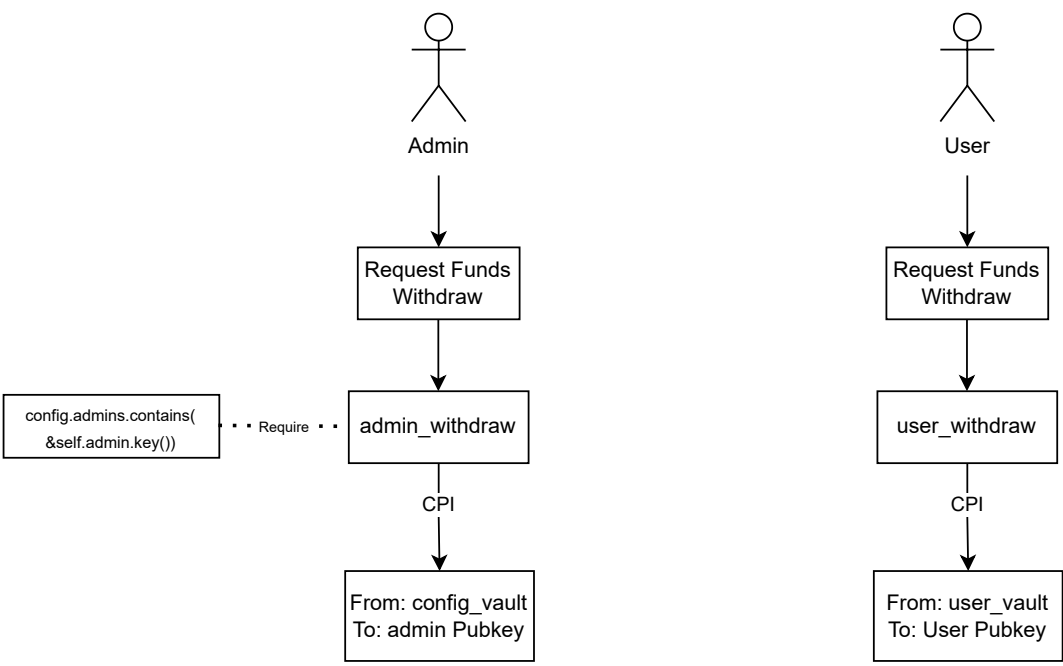 Admin
Request Funds
Withdraw
config.admins.contains(
&self.admin.key())
Require
admin_withdraw
CPI
From: config_vault
To: admin Pubkey
User
Request Funds
Withdraw
user_withdraw
CPI
From: user_vault
To: User Pubkey